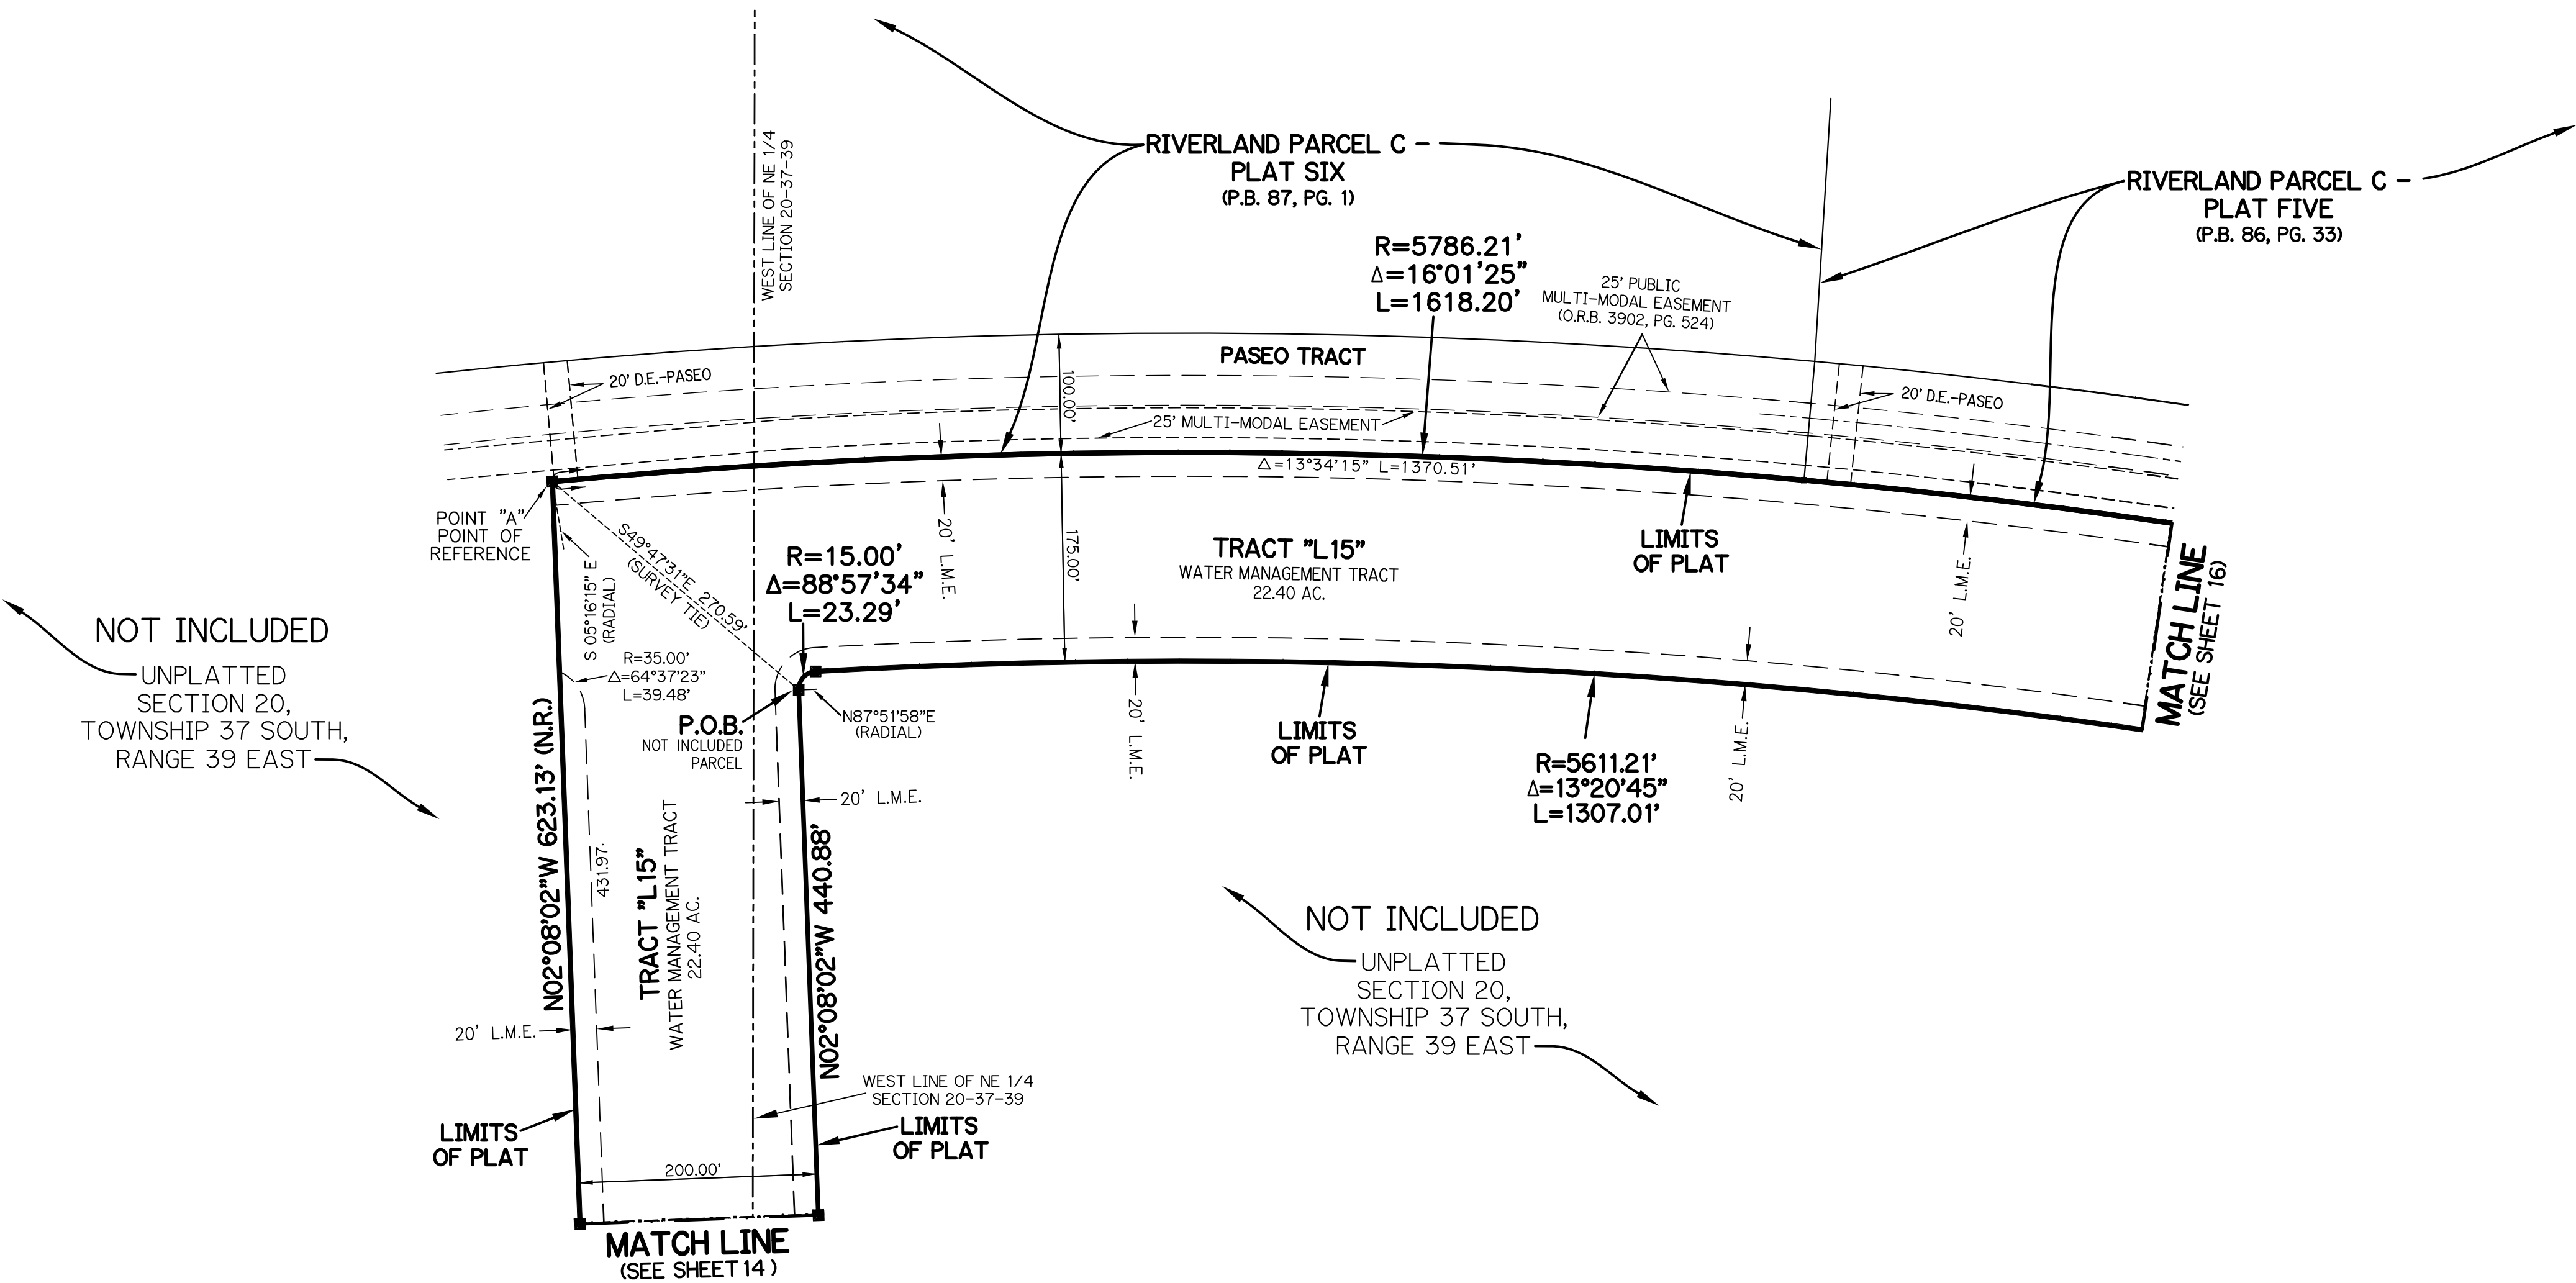 WEST LINE OF NE 1/4
SECTION 20-37-39
RIVERLAND PARCEL C -
PLAT SIX
(P.B. 87, PG. 1)
RIVERLAND PARCEL C -
PLAT FIVE
(P.B. 86, PG. 33)
R=5786.21'
Δ=16°01'25"
L=1618.20'
25' PUBLIC
MULTI-MODAL EASEMENT
(O.R.B. 3902, PG. 524)
PASEO TRACT
20' D.E.-PASEO
100.00'
20' D.E.-PASEO
25' MULTI-MODAL EASEMENT
Δ=13°34'15" L=1370.51'
POINT "A"
POINT OF
REFERENCE
S 05°16'15" E
(RADIAL)
S49°47'31"E 270.59'
(SURVEY TIE)
R=15.00'
Δ=88°57'34"
L=23.29'
20' L.M.E.
175.00'
TRACT "L15"
WATER MANAGEMENT TRACT
22.40 AC.
LIMITS
OF PLAT
20' L.M.E.
MATCH LINE
(SEE SHEET 16)
NOT INCLUDED
UNPLATTED
SECTION 20,
TOWNSHIP 37 SOUTH,
RANGE 39 EAST
R=35.00'
Δ=64°37'23"
L=39.48'
P.O.B.
NOT INCLUDED
PARCEL
N87°51'58"E
(RADIAL)
20' L.M.E.
LIMITS
OF PLAT
R=5611.21'
Δ=13°20'45"
L=1307.01'
20' L.M.E.
20' L.M.E.
N02°08'02"W 623.13' (N.R.)
431.97.
TRACT "L15"
WATER MANAGEMENT TRACT
22.40 AC.
N02°08'02"W 440.88'
NOT INCLUDED
UNPLATTED
SECTION 20,
TOWNSHIP 37 SOUTH,
RANGE 39 EAST
20' L.M.E.
WEST LINE OF NE 1/4
SECTION 20-37-39
LIMITS
OF PLAT
LIMITS
OF PLAT
200.00'
MATCH LINE
(SEE SHEET 14 )